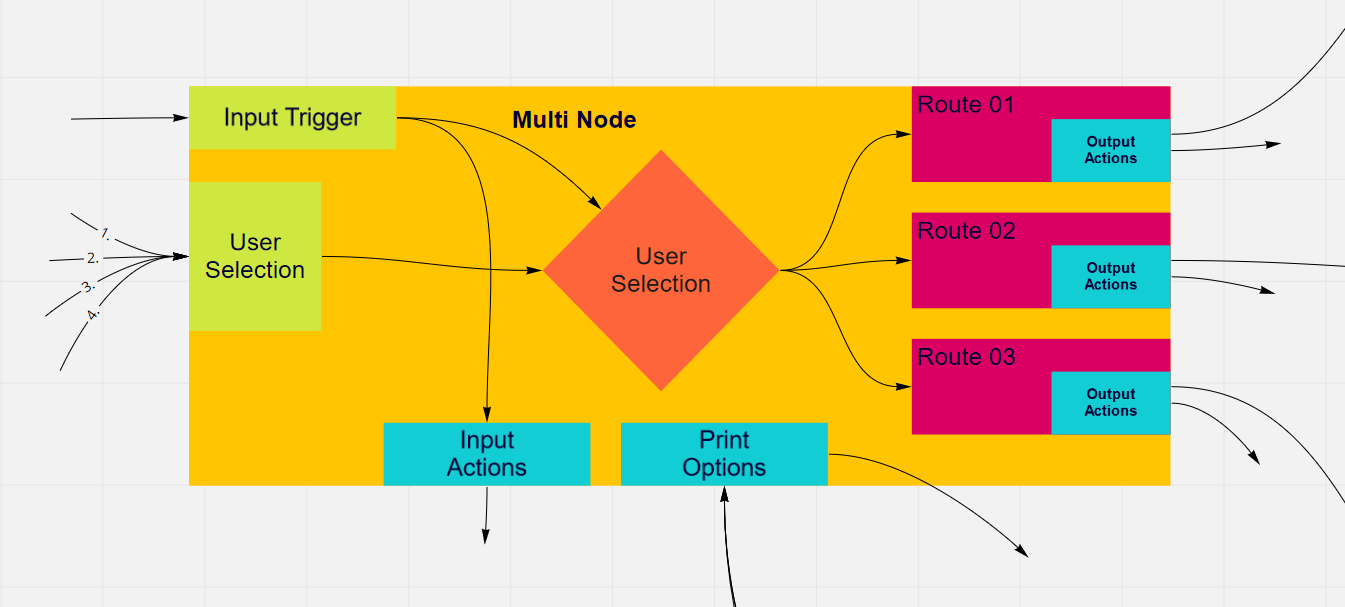 Input Trigger
Multi Node
Route 01
Output
Actions
1.
2.
3.
4.
User
Selection
User
Selection
Route 02
Output
Actions
Route 03
Output
Actions
Input
Actions
Print
Options